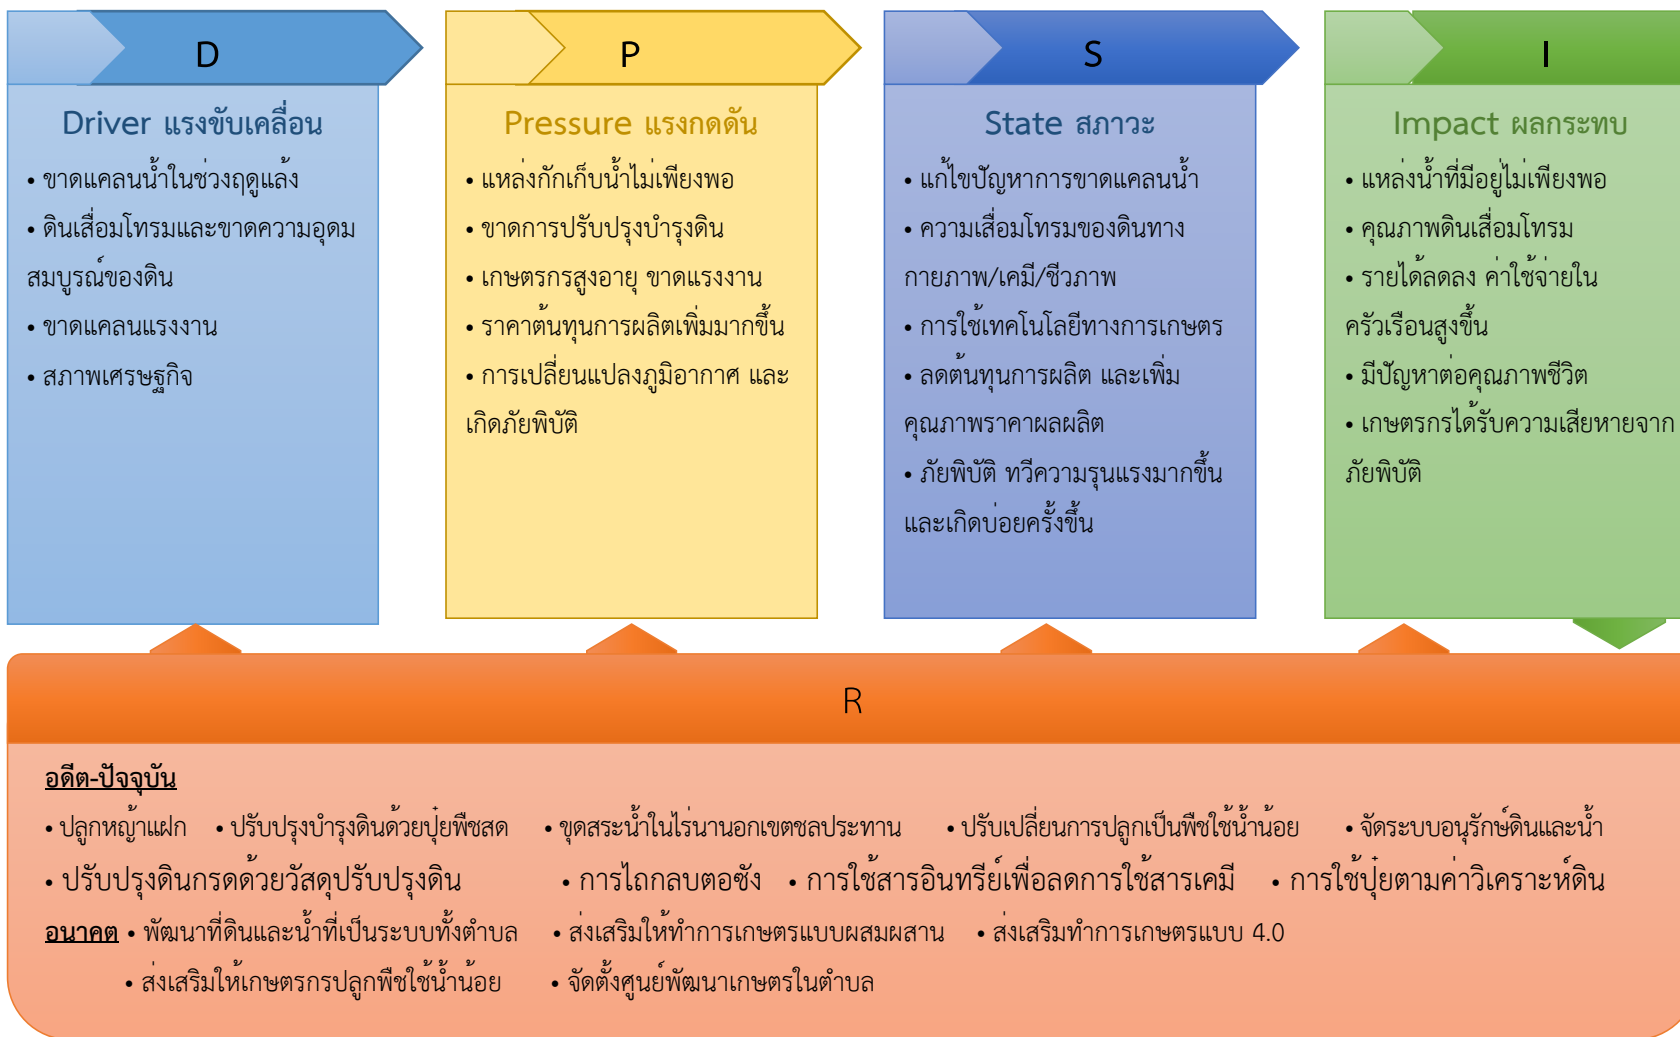 D
Driver แรงขับเคลื่อน
• ขาดแคลนน้ำในช่วงฤดูแล้ง
• ดินเสื่อมโทรมและขาดความอุดม
สมบูรณ์ของดิน
• ขาดแคลนแรงงาน
• สภาพเศรษฐกิจ
P
Pressure แรงกดดัน
• แหล่งกักเก็บน้ำไม่เพียงพอ
• ขาดการปรับปรุงบำรุงดิน
• เกษตรกรสูงอายุ ขาดแรงงาน
• ราคาต้นทุนการผลิตเพิ่มมากขึ้น
• การเปลี่ยนแปลงภูมิอากาศ และ
เกิดภัยพิบัติ
S
State สภาวะ
• แก้ไขปัญหาการขาดแคลนน้ำ
• ความเสื่อมโทรมของดินทาง
กายภาพ/เคมี/ชีวภาพ
• การใช้เทคโนโลยีทางการเกษตร
• ลดต้นทุนการผลิต และเพิ่ม
คุณภาพราคาผลผลิต
• ภัยพิบัติ ทวีความรุนแรงมากขึ้น
และเกิดบ่อยครั้งขึ้น
I
Impact ผลกระทบ
• แหล่งน้ำที่มีอยู่ไม่เพียงพอ
• คุณภาพดินเสื่อมโทรม
• รายได้ลดลง ค่าใช้จ่ายใน
ครัวเรือนสูงขึ้น
• มีปัญหาต่อคุณภาพชีวิต
• เกษตรกรได้รับความเสียหายจาก
ภัยพิบัติ
R
อดีต-ปัจจุบัน
• ปลูกหญ้าแฝก • ปรับปรุงบำรุงดินด้วยปุ๋ยพืชสด • ขุดสระน้ำในไร่นานอกเขตชลประทาน • ปรับเปลี่ยนการปลูกเป็นพืชใช้น้ำน้อย • จัดระบบอนุรักษ์ดินและน้ำ
• ปรับปรุงดินกรดด้วยวัสดุปรับปรุงดิน • การไถกลบตอซัง • การใช้สารอินทรีย์เพื่อลดการใช้สารเคมี • การใช้ปุ๋ยตามค่าวิเคราะห์ดิน
อนาคต • พัฒนาที่ดินและน้ำที่เป็นระบบทั้งตำบล • ส่งเสริมให้ทำการเกษตรแบบผสมผสาน • ส่งเสริมทำการเกษตรแบบ 4.0
• ส่งเสริมให้เกษตรกรปลูกพืชใช้น้ำน้อย • จัดตั้งศูนย์พัฒนาเกษตรในตำบล